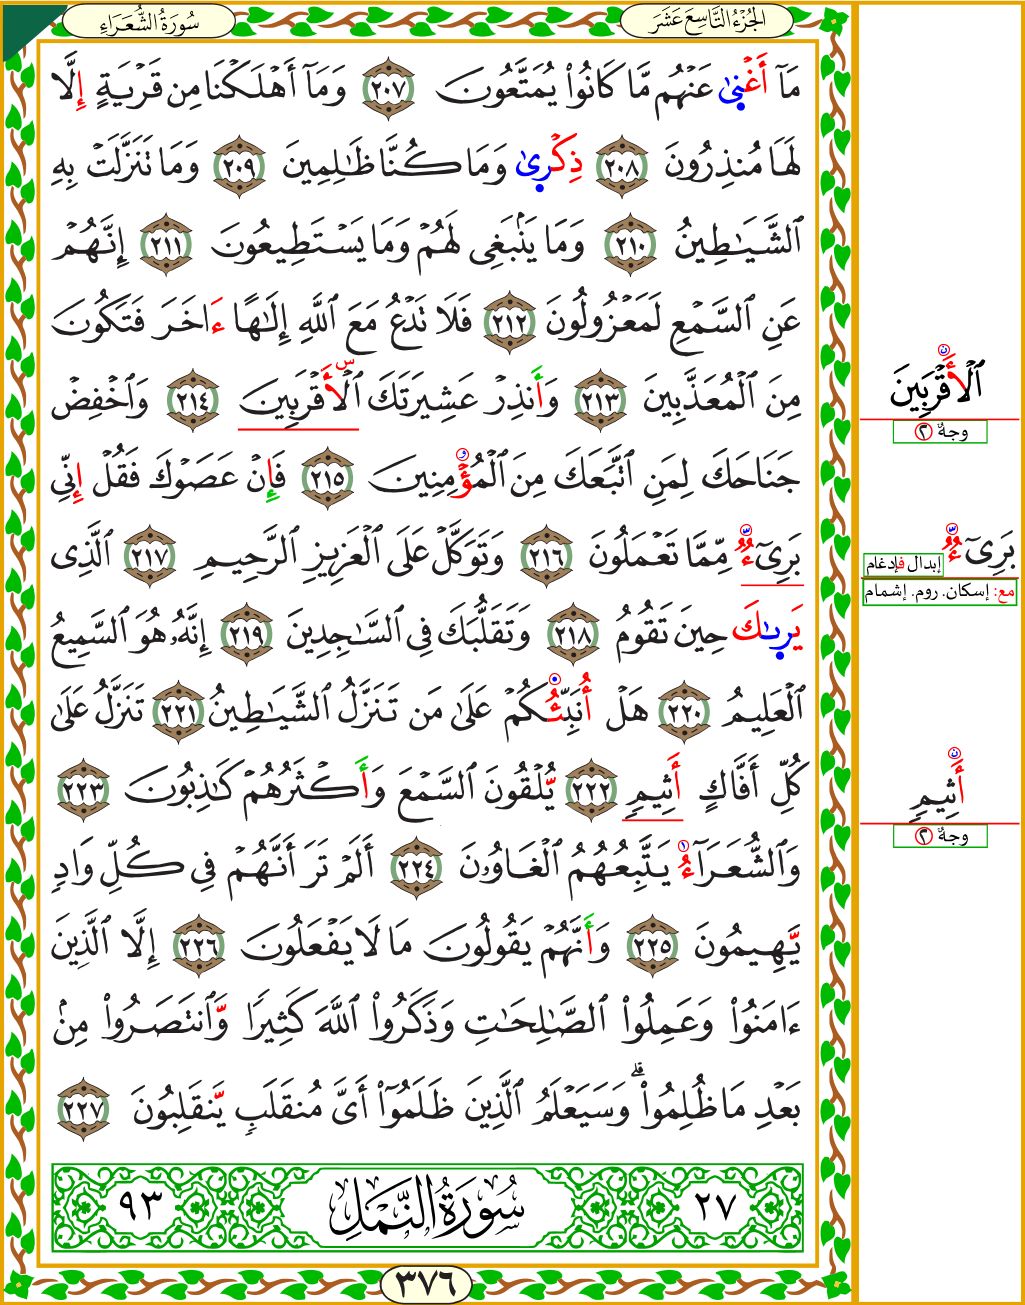 الجُزْءُ التَّاسِعَ عَشَرَ
سُورَةُ الشُّعَرَاءِ
مَآ أَغْنىٰ عَنْهُم مَّا كَانُوا۟ يُمَتَّعُونَ ٢٠٧ وَمَآ أَهْلَكْنَا مِن قَرْيَةٍ إِلَّا
لَهَا مُنذِرُونَ ٢٠٨ ذِكْرىٰ وَمَا كُنَّا ظَٰلِمِينَ ٢٠٩ وَمَا تَنَزَّلَتْ بِهِ
ٱلشَّيَٰطِينُ ٢١٠ وَمَا يَنۢبَغِى لَهُمْ وَمَا يَسْتَطِيعُونَ ٢١١ إِنَّهُمْ
عَنِ ٱلسَّمْعِ لَمَعْزُولُونَ ٢١٢ فَلَا تَدْعُ مَعَ ٱللَّهِ إِلَٰهًا ءَاخَرَ فَتَكُونَ
مِنَ ٱلْمُعَذَّبِينَ ٢١٣ وَأَنذِرْ عَشِيرَتَكَ ٱلْأَقْرَبِينَ ٢١٤ وَٱخْفِضْ
جَنَاحَكَ لِمَنِ ٱتَّبَعَكَ مِنَ ٱلْمُؤْمِنِينَ ٢١٥ فَإِنْ عَصَوْكَ فَقُلْ إِنِّى
بَرِىٓءٌ مِّمَّا تَعْمَلُونَ ٢١٦ وَتَوَكَّلْ عَلَى ٱلْعَزِيزِ ٱلرَّحِيمِ ٢١٧ ٱلَّذِى
يَرىٰكَ حِينَ تَقُومُ ٢١٨ وَتَقَلُّبَكَ فِى ٱلسَّٰجِدِينَ ٢١٩ إِنَّهُۥ هُوَ ٱلسَّمِيعُ
ٱلْعَلِيمُ ٢٢٠ هَلْ أُنَبِّئُكُمْ عَلَىٰ مَن تَنَزَّلُ ٱلشَّيَٰطِينُ ٢٢١ تَنَزَّلُ عَلَىٰ
كُلِّ أَفَّاكٍ أَثِيمٍ ٢٢٢ يُلْقُونَ ٱلسَّمْعَ وَأَكْثَرُهُمْ كَٰذِبُونَ ٢٢٣
وَٱلشُّعَرَآءُ يَتَّبِعُهُمُ ٱلْغَاوُۥنَ ٢٢٤ أَلَمْ تَرَ أَنَّهُمْ فِى كُلِّ وَادٍ
يَّهِيمُونَ ٢٢٥ وَأَنَّهُمْ يَقُولُونَ مَا لَا يَفْعَلُونَ ٢٢٦ إِلَّا ٱلَّذِينَ
ءَامَنُوا۟ وَعَمِلُوا۟ ٱلصَّٰلِحَٰتِ وَذَكَرُوا۟ ٱللَّهَ كَثِيرًا وَّٱنتَصَرُوا۟ مِنۢ
بَعْدِ مَا ظُلِمُوا۟ ۗ وَسَيَعْلَمُ ٱلَّذِينَ ظَلَمُوٓا۟ أَىَّ مُنقَلَبٍ يَّنقَلِبُونَ ٢٢٧
٢٧ سُورَةُ النَّمْلِ ٩٣
٣٧٦
ٱلْأَقْرَبِينَ
وجهٌ ٢
بَرِىٓءٌ
إبدال فإدغام
مع: إسكان. روم. إشمام
أَثِيمٍ
وجهٌ ٢